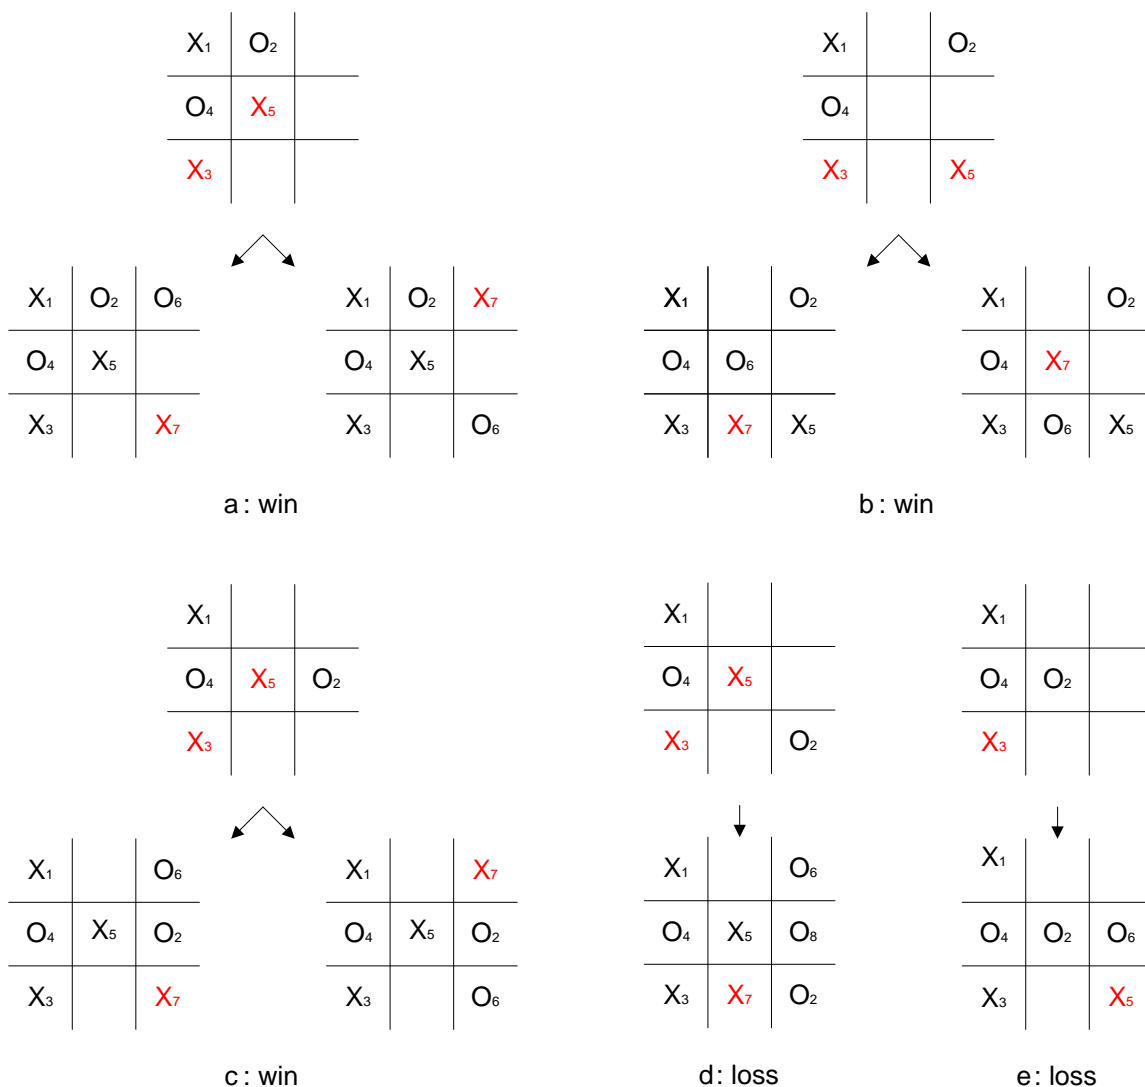 X₁ O₂
O₄ X₅
X₃
X₁ O₂
O₄
X₃ X₅
X₁ O₂ O₆
O₄ X₅
X₃ X₇
X₁ O₂ X₇
O₄ X₅
X₃ O₆
X₁ O₂
O₄ O₆
X₃ X₇ X₅
X₁ O₂
O₄ X₇
X₃ O₆ X₅
a : win
b : win
X₁
O₄ X₅ O₂
X₃
X₁
O₄ X₅
X₃ O₂
X₁
O₄ O₂
X₃
X₁ O₆
O₄ X₅ O₂
X₃ X₇
X₁ X₇
O₄ X₅ O₂
X₃ O₆
X₁ O₆
O₄ X₅ O₈
X₃ X₇ O₂
X₁
O₄ O₂ O₆
X₃ X₅
c : win
d: loss
e: loss